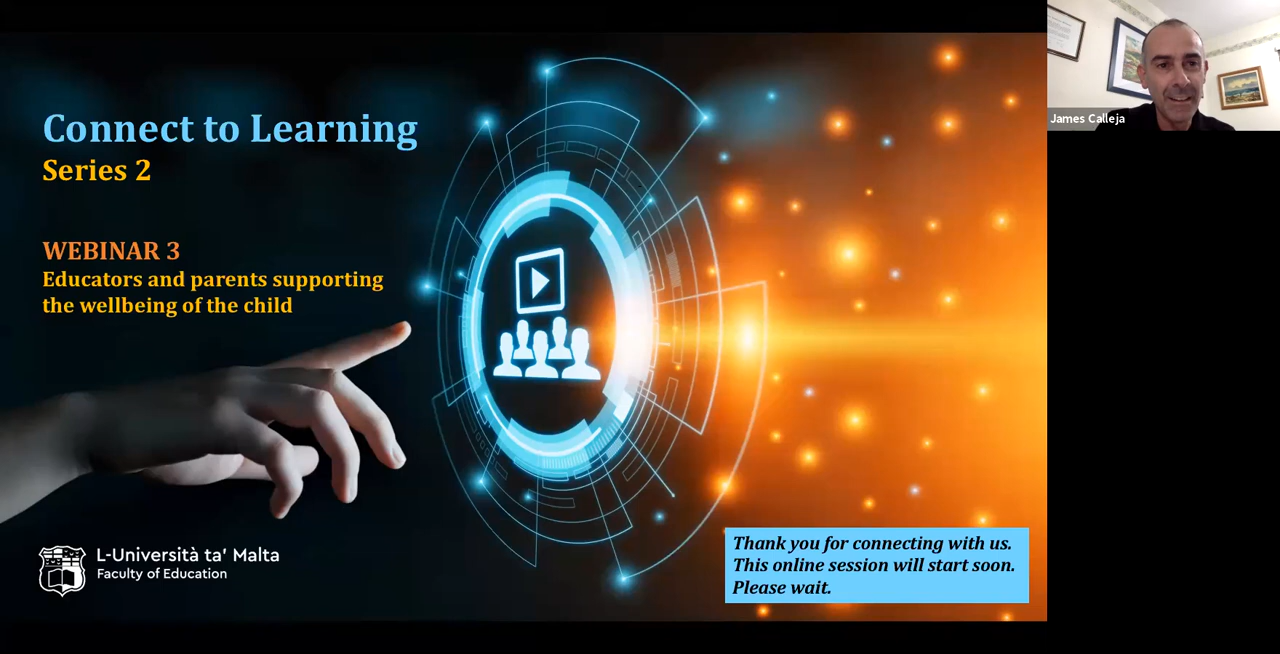 Connect to Learning
Series 2
WEBINAR 3
Educators and parents supporting
the wellbeing of the child
L-Università ta' Malta
Faculty of Education
Thank you for connecting with us.
This online session will start soon.
Please wait.
James Calleja